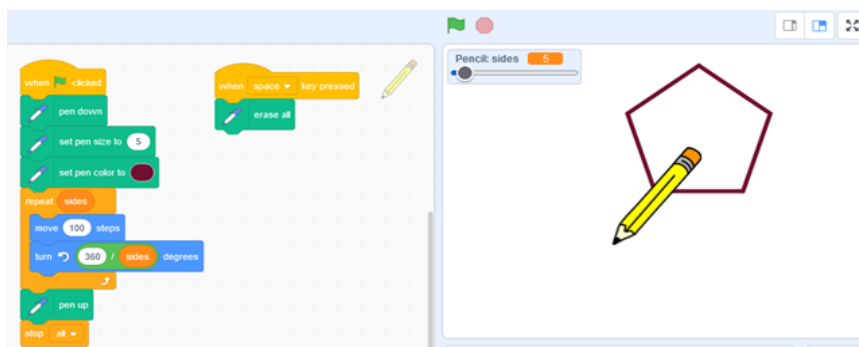 when clicked
pen down
set pen size to 5
set pen color to
repeat sides
move 100 steps
turn 360 / sides degrees
pen up
stop all
when space key pressed
erase all
Pencil: sides 5